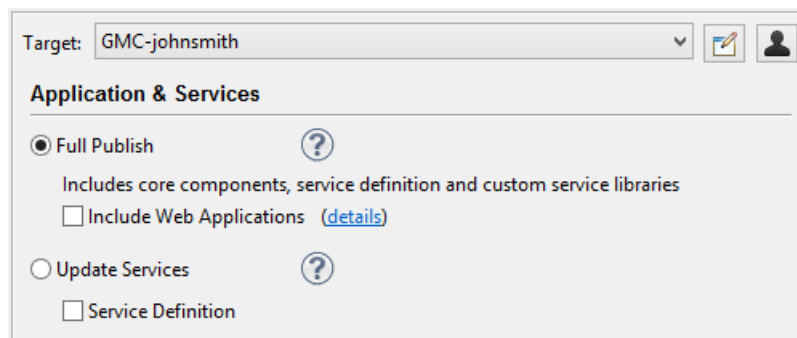 Target: GMC-johnsmith
Application & Services
Full Publish ?
Includes core components, service definition and custom service libraries
Include Web Applications (details)
Update Services ?
Service Definition